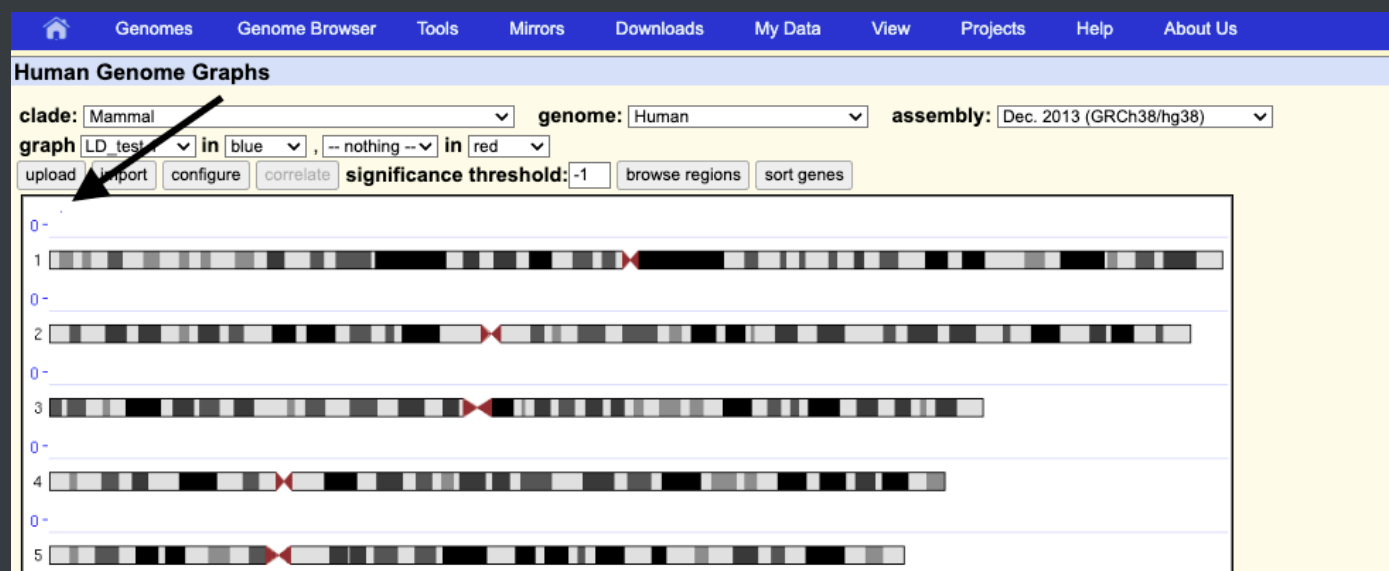 Genomes Genome Browser Tools Mirrors Downloads My Data View Projects Help About Us
Human Genome Graphs
clade: Mammal genome: Human assembly: Dec. 2013 (GRCh38/hg38)
graph in blue , -- nothing -- in red
upload import configure correlate significance threshold: -1 browse regions sort genes
0-
1
0-
2
0-
3
0-
4
0-
5